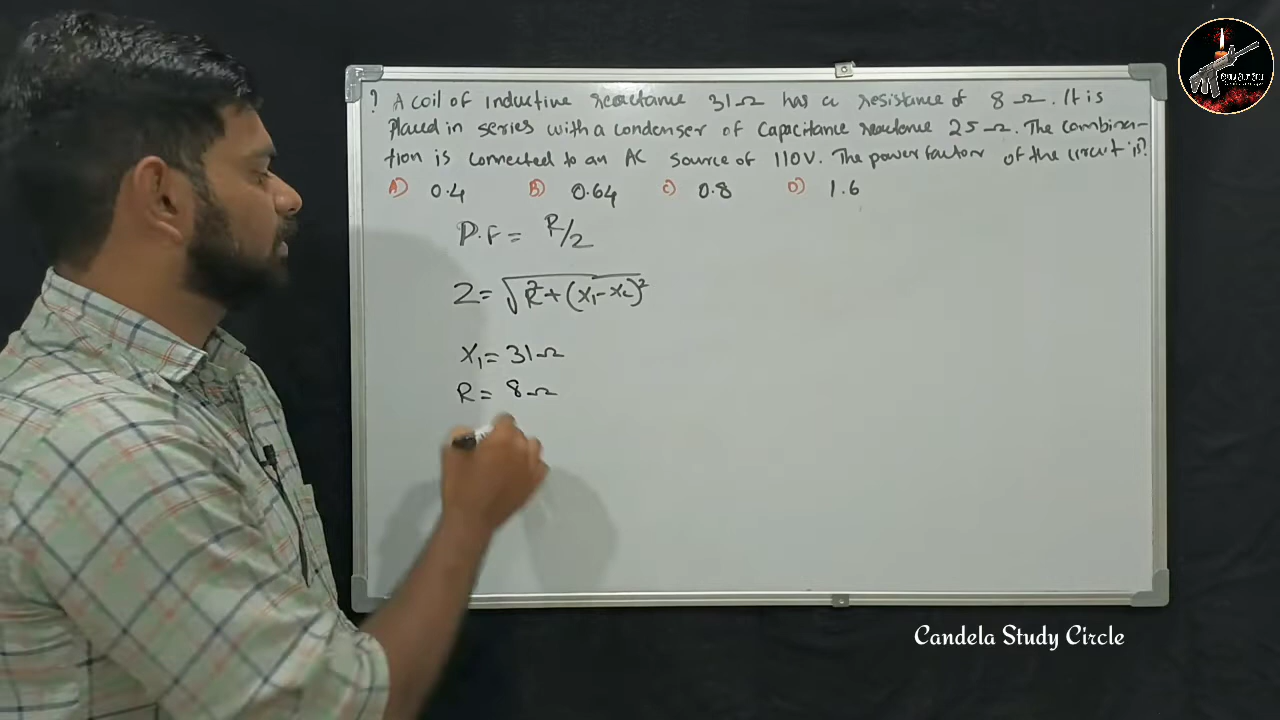 ? A coil of inductive reactance 31Ω has a resistance of 8Ω. It is
placed in series with a condenser of capacitance reactance 25Ω. The combina-
tion is connected to an AC source of 110V. The power factor of the circuit is?
A) 0.4 B) 0.64 C) 0.8 D) 1.6
P.F = R/Z
Z = √R²+(X₁-X₂)²
X₁ = 31Ω
R = 8Ω
Candela Study Circle